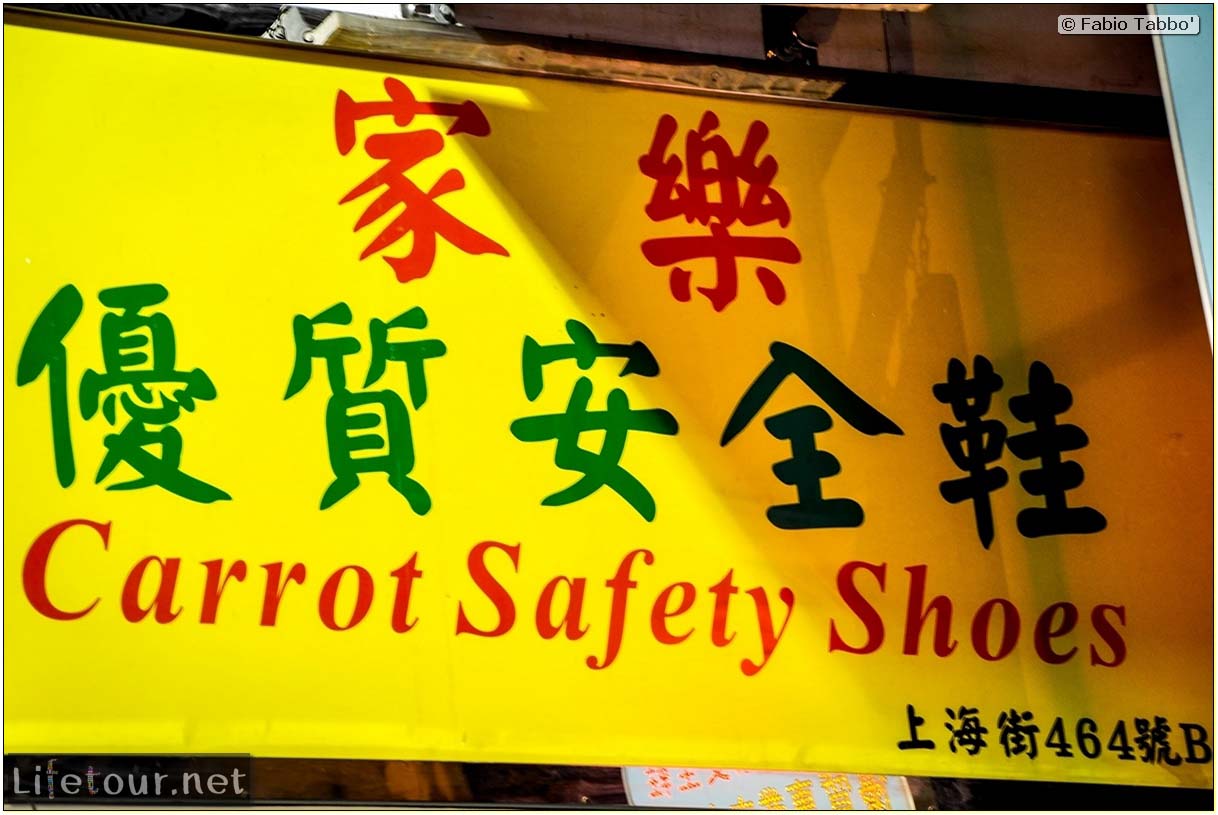 © Fabio Tabbo'
家樂
優質安全鞋
Carrot Safety Shoes
上海街464號B
Lifetour.net